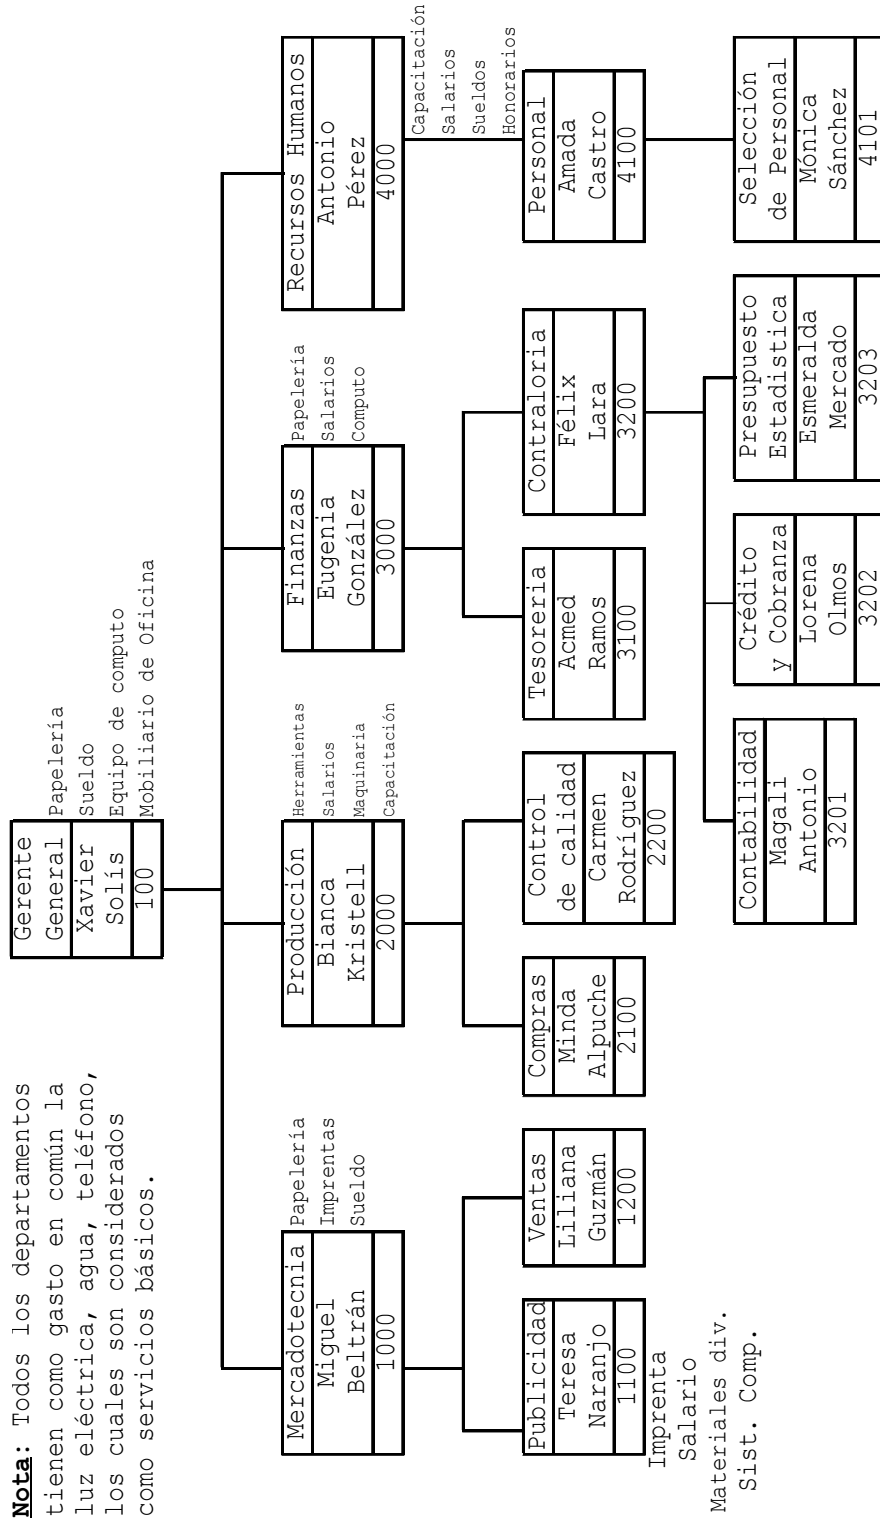 Nota: Todos los departamentos
tienen como gasto en común la
luz eléctrica, agua, teléfono,
los cuales son considerados
como servicios básicos.
Gerente
General
Xavier
Solís
100
Papelería
Sueldo
Equipo de computo
Mobiliario de Oficina
Mercadotecnia
Miguel
Beltrán
1000
Papelería
Imprentas
Sueldo
Producción
Bianca
Kristell
2000
Herramientas
Salarios
Maquinaria
Capacitación
Finanzas
Eugenia
González
3000
Papelería
Salarios
Computo
Recursos Humanos
Antonio
Pérez
4000
Capacitación
Salarios
Sueldos
Honorarios
Publicidad
Teresa
Naranjo
1100
Imprenta
Salario
Materiales div.
Sist. Comp.
Ventas
Liliana
Guzmán
1200
Compras
Minda
Alpuche
2100
Control
de calidad
Carmen
Rodríguez
2200
Tesoreria
Acmed
Ramos
3100
Contraloria
Félix
Lara
3200
Personal
Amada
Castro
4100
Contabilidad
Magali
Antonio
3201
Crédito
y Cobranza
Lorena
Olmos
3202
Presupuesto
Estadistica
Esmeralda
Mercado
3203
Selección
de Personal
Mónica
Sánchez
4101